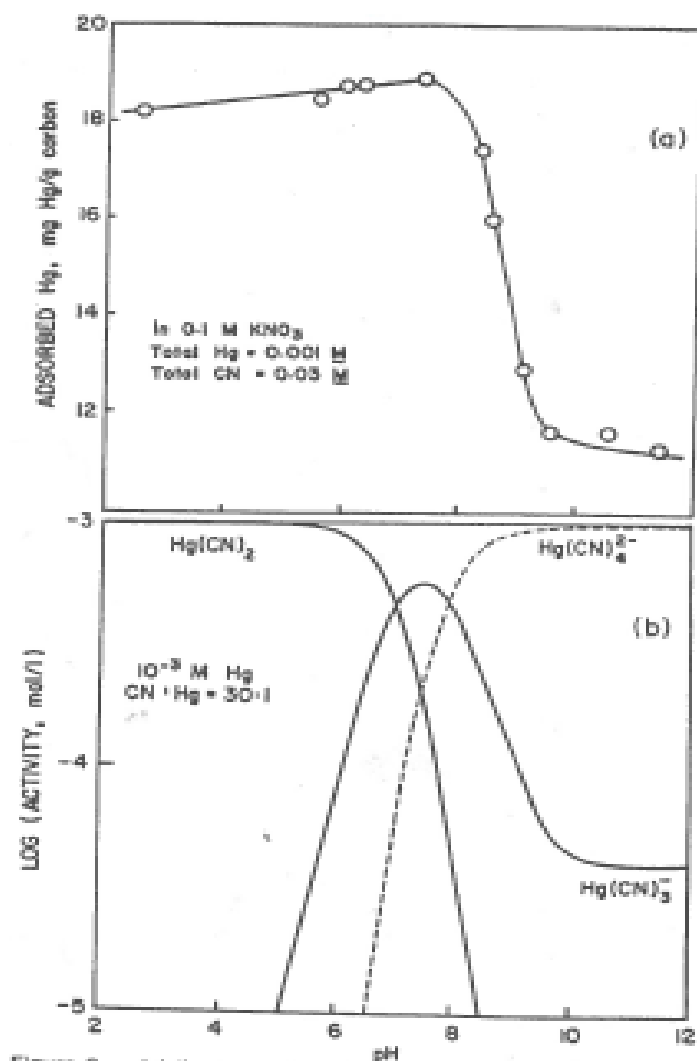 20
18
16
14
12
ADSORBED Hg, mg Hg/g carbon
(a)
In 0.1 M KNO3
Total Hg = 0.001 M
Total CN = 0.03 M
-3
Hg(CN)2
Hg(CN)4 2-
(b)
10-3 M Hg
CN : Hg = 30:1
-4
LOG (ACTIVITY, mol/l)
Hg(CN)3-
-5
2 4 6 8 10 12
pH